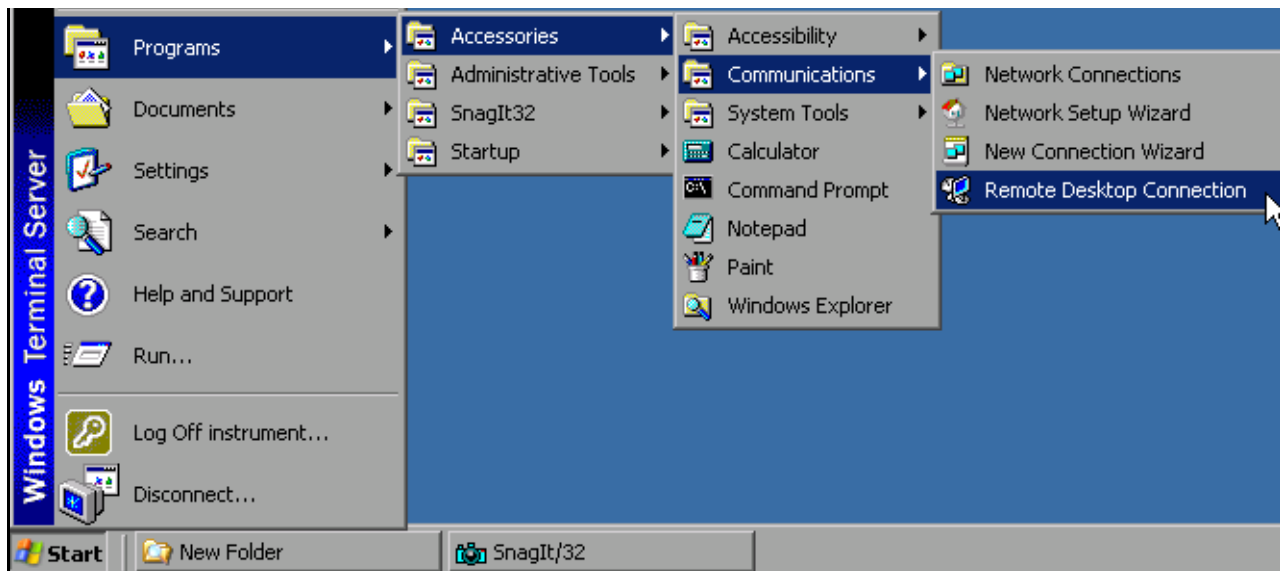 Windows Terminal Server
Programs
Documents
Settings
Search
Help and Support
Run...
Log Off instrument...
Disconnect...
Accessories
Administrative Tools
SnagIt32
Startup
Accessibility
Communications
System Tools
Calculator
Command Prompt
Notepad
Paint
Windows Explorer
Network Connections
Network Setup Wizard
New Connection Wizard
Remote Desktop Connection
Start
New Folder
SnagIt/32